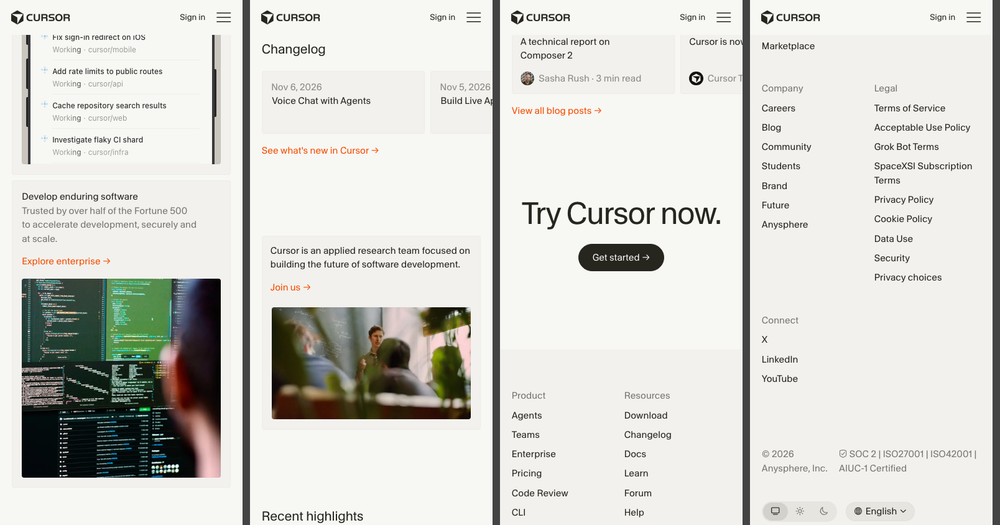 CURSOR
Sign in
Fix sign-in redirect on iOS
Working · cursor/mobile
Add rate limits to public routes
Working · cursor/api
Cache repository search results
Working · cursor/web
Investigate flaky CI shard
Working · cursor/infra
Develop enduring software
Trusted by over half of the Fortune 500
to accelerate development, securely and
at scale.
Explore enterprise →
CURSOR
Sign in
Changelog
Nov 6, 2026
Voice Chat with Agents
Nov 5, 2026
Build Live Ap
See what's new in Cursor →
Cursor is an applied research team focused on
building the future of software development.
Join us →
Recent highlights
CURSOR
Sign in
A technical report on
Composer 2
Sasha Rush · 3 min read
Cursor is nov
Cursor T
View all blog posts →
Try Cursor now.
Get started →
Product
Agents
Teams
Enterprise
Pricing
Code Review
CLI
Resources
Download
Changelog
Docs
Learn
Forum
Help
CURSOR
Sign in
Marketplace
Company
Careers
Blog
Community
Students
Brand
Future
Anysphere
Legal
Terms of Service
Acceptable Use Policy
Grok Bot Terms
SpaceXSI Subscription
Terms
Privacy Policy
Cookie Policy
Data Use
Security
Privacy choices
Connect
X
LinkedIn
YouTube
© 2026
Anysphere, Inc.
SOC 2 | ISO27001 | ISO42001 |
AIUC-1 Certified
English